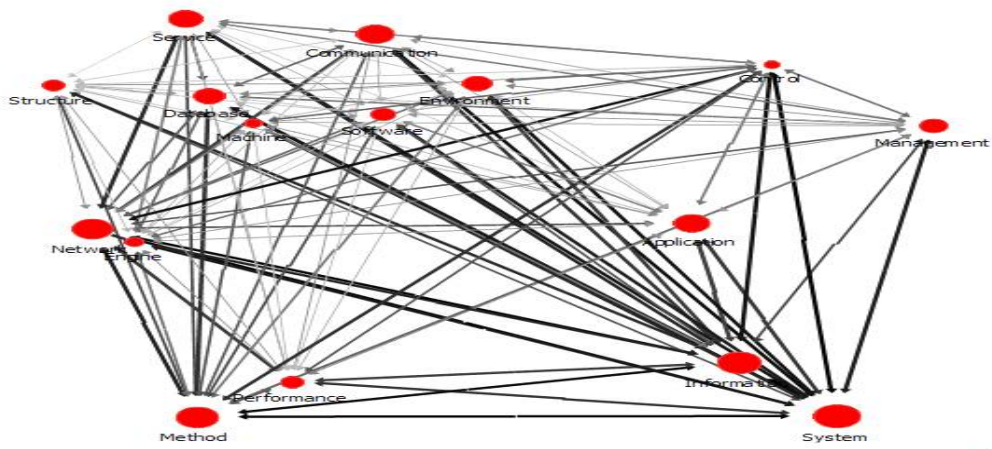 Service
Communication
Control
Structure
Environment
Database
Machine
Software
Management
Network
Engine
Application
Information
Performance
Method
System